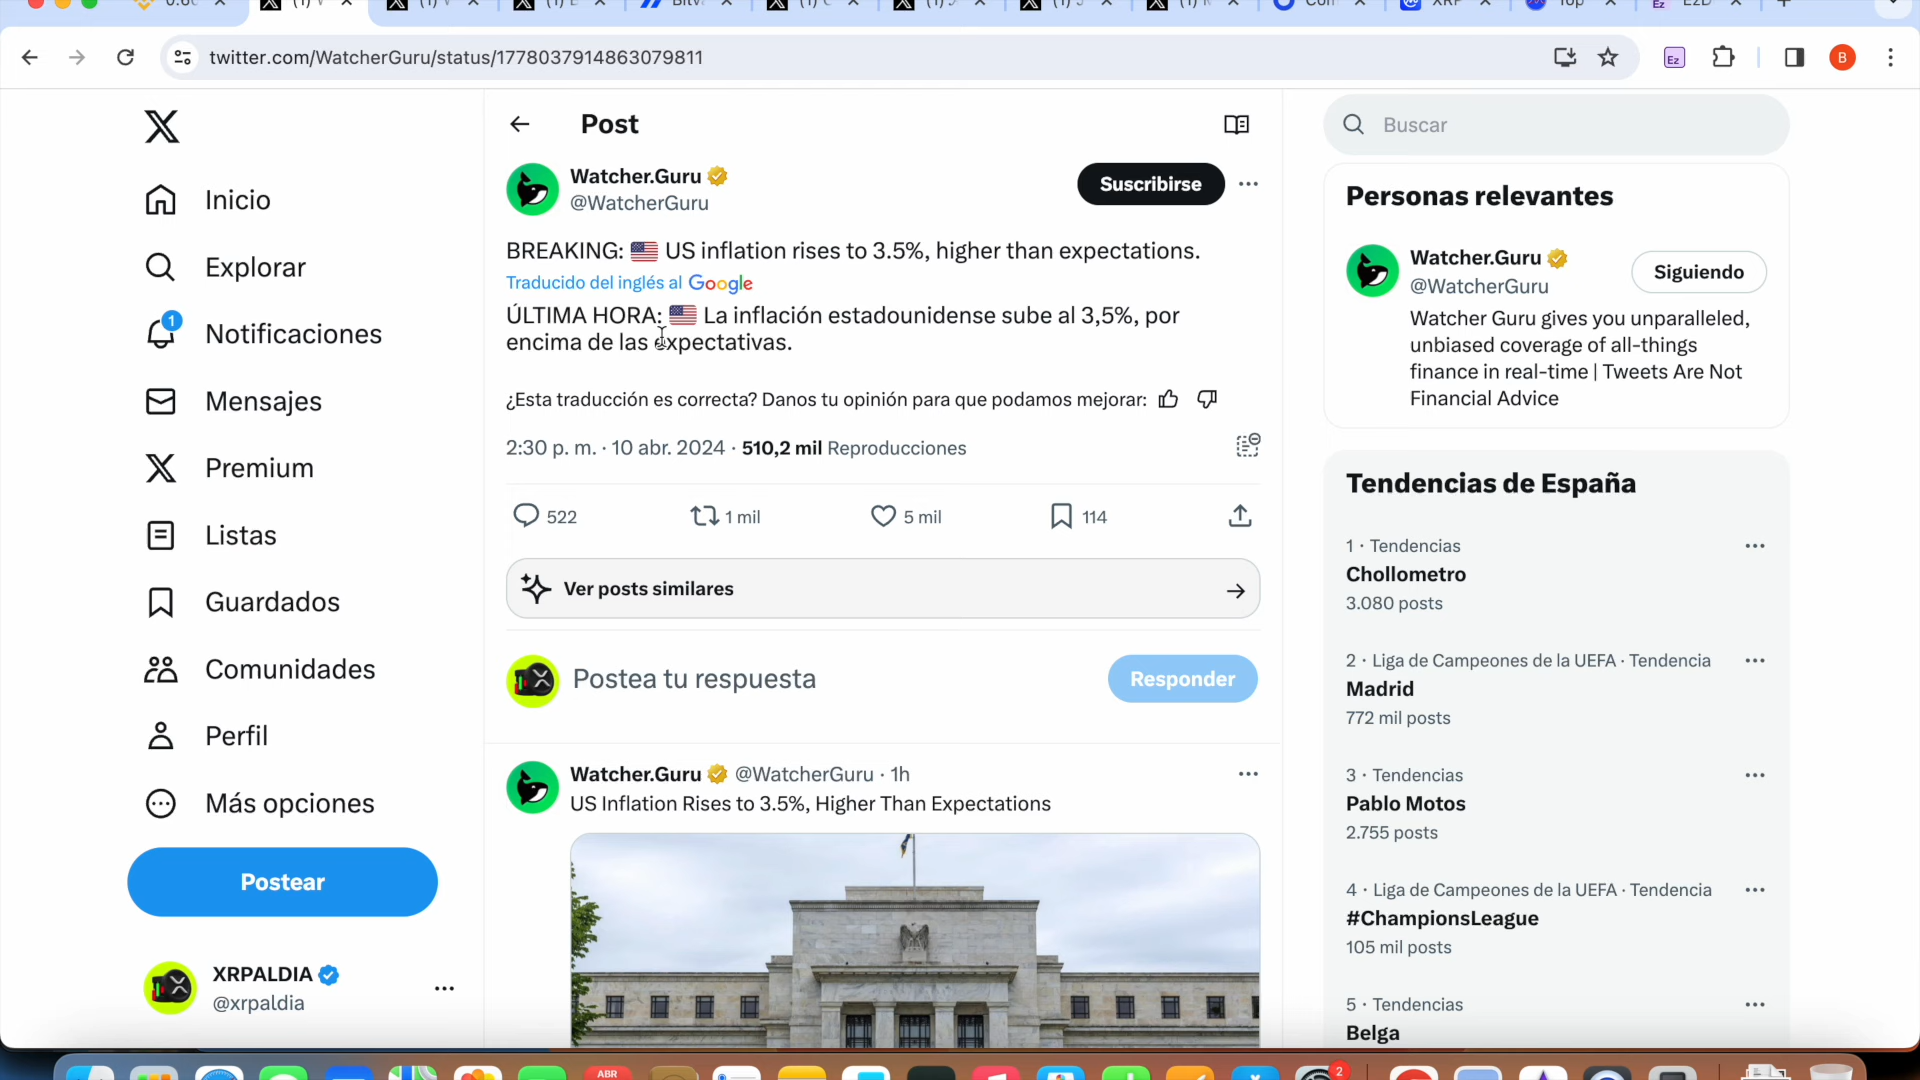 twitter.com/WatcherGuru/status/1778037914863079811
Ez
B
Inicio
Explorar
1
Notificaciones
Mensajes
Premium
Listas
Guardados
Comunidades
Perfil
Más opciones
Postear
XRPALDIA
@xrpaldia
Post
Watcher.Guru
@WatcherGuru
Suscribirse
BREAKING: 🇺🇸 US inflation rises to 3.5%, higher than expectations.
Traducido del inglés al Google
ÚLTIMA HORA: 🇺🇸 La inflación estadounidense sube al 3,5%, por
encima de las expectativas.
¿Esta traducción es correcta? Danos tu opinión para que podamos mejorar:
2:30 p. m. · 10 abr. 2024 · 510,2 mil Reproducciones
522 1 mil 5 mil 114
Ver posts similares
Postea tu respuesta
Responder
Watcher.Guru @WatcherGuru · 1h
US Inflation Rises to 3.5%, Higher Than Expectations
Buscar
Personas relevantes
Watcher.Guru
@WatcherGuru
Siguiendo
Watcher Guru gives you unparalleled,
unbiased coverage of all-things
finance in real-time | Tweets Are Not
Financial Advice
Tendencias de España
1 · Tendencias
Chollometro
3.080 posts
2 · Liga de Campeones de la UEFA · Tendencia
Madrid
772 mil posts
3 · Tendencias
Pablo Motos
2.755 posts
4 · Liga de Campeones de la UEFA · Tendencia
#ChampionsLeague
105 mil posts
5 · Tendencias
Belga
ABR
2